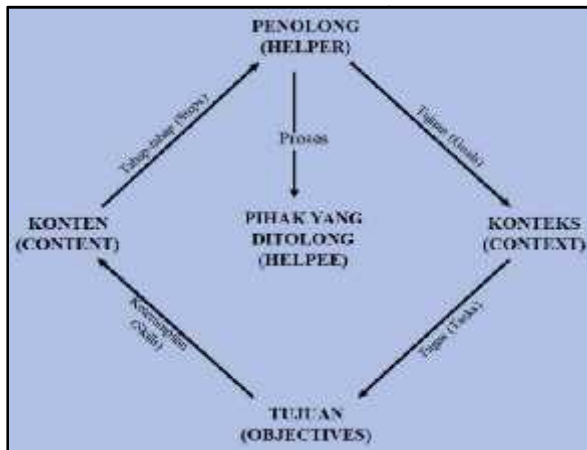 PENOLONG
(HELPER)
Tahap-tahap (Steps)
Proses
Tujuan (Goals)
KONTEN
(CONTENT)
PIHAK YANG
DITOLONG
(HELPEE)
KONTEKS
(CONTEXT)
Keterampilan
(Skills)
Tugas (Tasks)
TUJUAN
(OBJECTIVES)